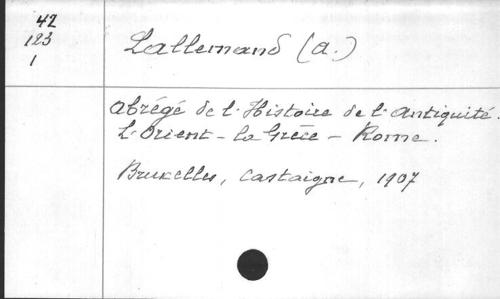 42
123
1
Lallemand (A.)
Abrégé de l'Histoire de l'Antiquité.
L'Orient - la Grèce - Rome.
Bruxelles, Castaigne, 1907